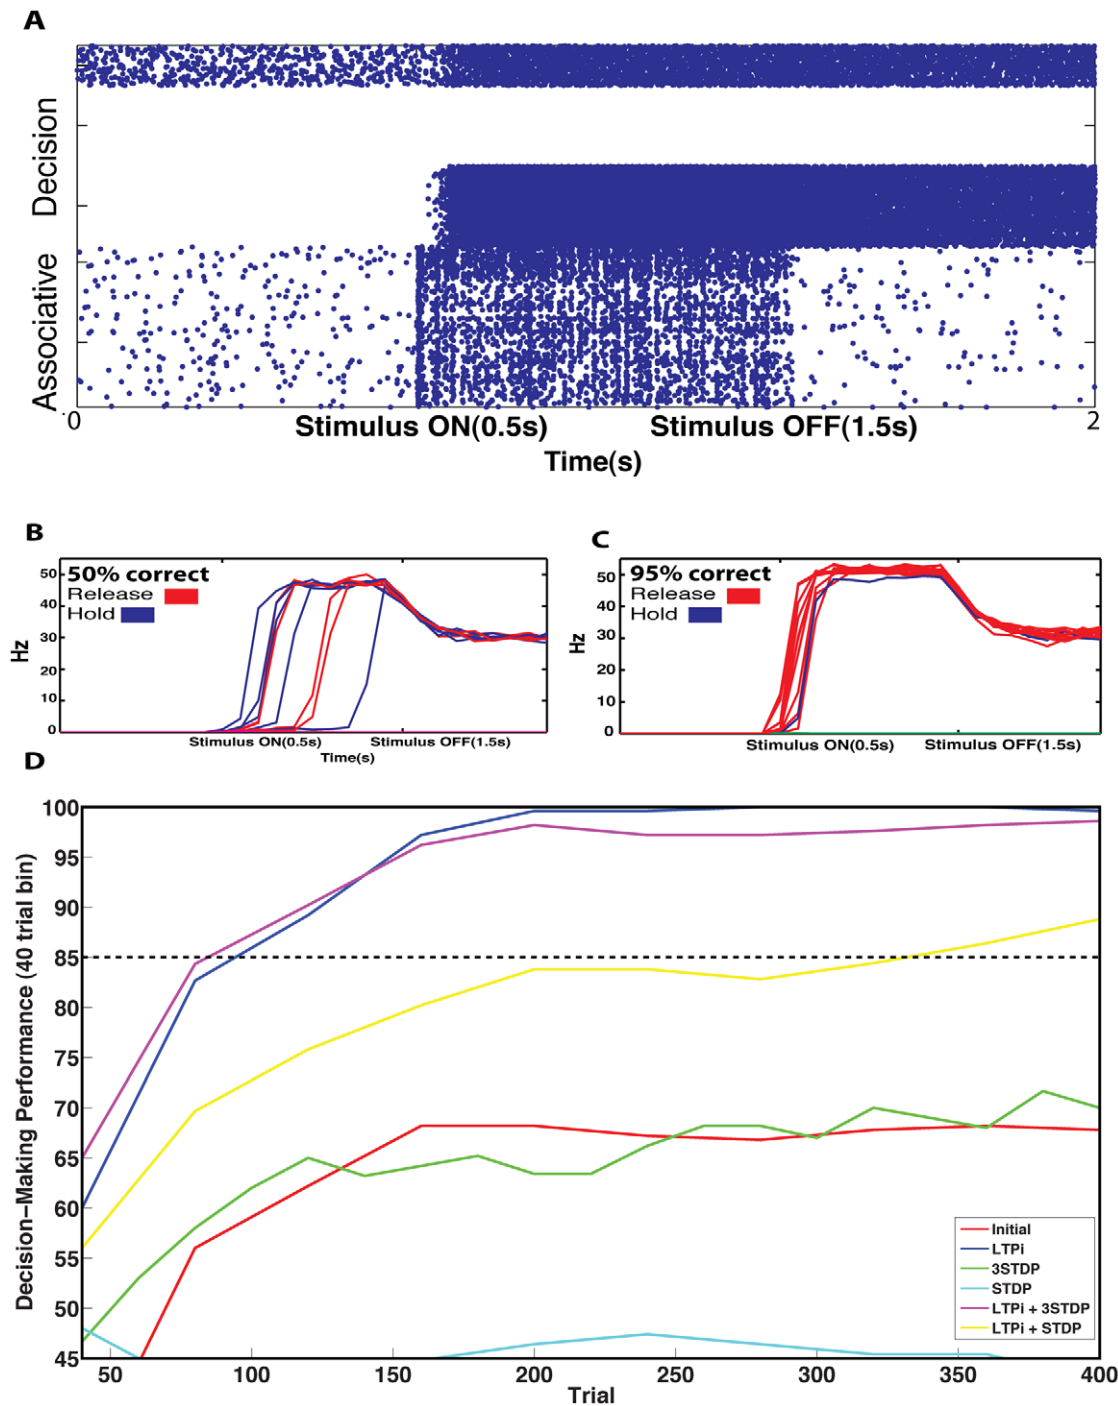 A
Decision
Associative
0
2
Stimulus ON(0.5s)
Stimulus OFF(1.5s)
Time(s)
B
50% correct
Release
Hold
50
40
30
20
10
0
Hz
Stimulus ON(0.5s)
Stimulus OFF(1.5s)
Time(s)
C
95% correct
Release
Hold
50
40
30
20
10
0
Hz
Stimulus ON(0.5s)
Stimulus OFF(1.5s)
D
Decision-Making Performance (40 trial bin)
100
95
90
85
80
75
70
65
60
55
50
45
50
100
150
200
250
300
350
400
Trial
Initial
LTPi
3STDP
STDP
LTPi + 3STDP
LTPi + STDP